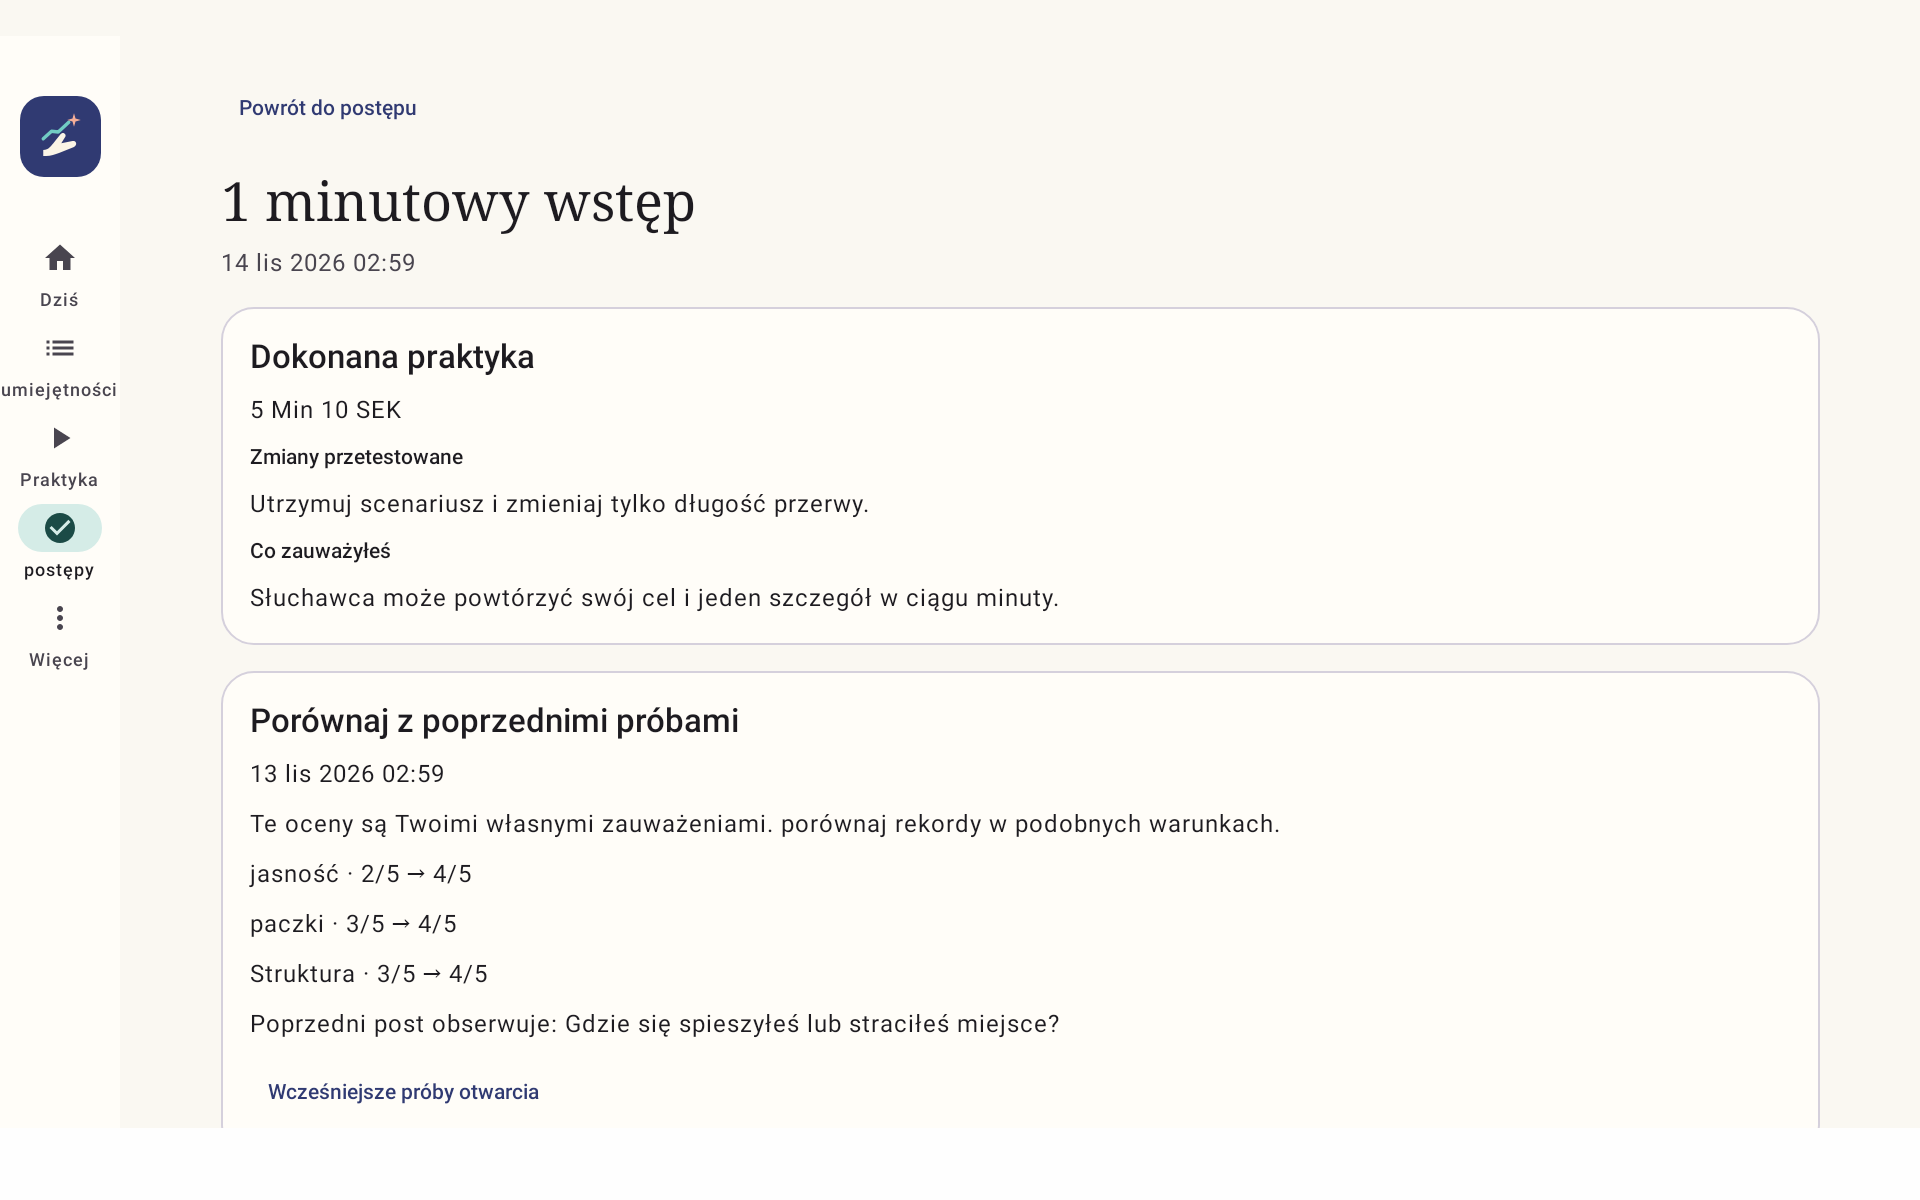 Powrót do postępu
1 minutowy wstęp
14 lis 2026 02:59
Dziś
umiejętności
Praktyka
postępy
Więcej
Dokonana praktyka
5 Min 10 SEK
Zmiany przetestowane
Utrzymuj scenariusz i zmieniaj tylko długość przerwy.
Co zauważyłeś
Słuchawca może powtórzyć swój cel i jeden szczegół w ciągu minuty.
Porównaj z poprzednimi próbami
13 lis 2026 02:59
Te oceny są Twoimi własnymi zauważeniami. porównaj rekordy w podobnych warunkach.
jasność · 2/5 → 4/5
paczki · 3/5 → 4/5
Struktura · 3/5 → 4/5
Poprzedni post obserwuje: Gdzie się spieszyłeś lub straciłeś miejsce?
Wcześniejsze próby otwarcia